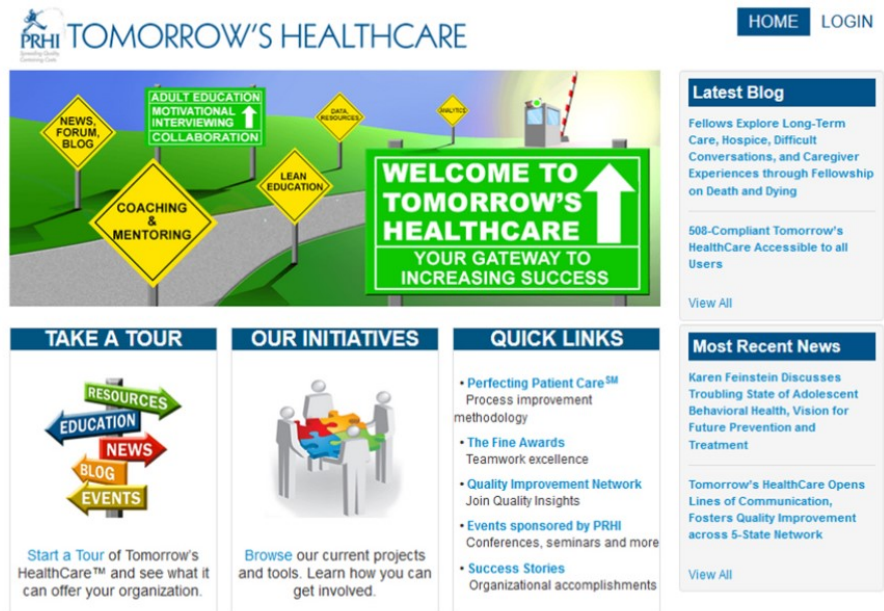 PRHI TOMORROW'S HEALTHCARE
Spreading Quality
Containing Costs
HOME LOGIN
NEWS,
FORUM,
BLOG
ADULT EDUCATION
MOTIVATIONAL
INTERVIEWING
COLLABORATION
DATA,
RESOURCES
ANALYTICS
COACHING
&
MENTORING
LEAN
EDUCATION
WELCOME TO
TOMORROW'S
HEALTHCARE
YOUR GATEWAY TO
INCREASING SUCCESS
Latest Blog
Fellows Explore Long-Term
Care, Hospice, Difficult
Conversations, and Caregiver
Experiences through Fellowship
on Death and Dying
508-Compliant Tomorrow's
HealthCare Accessible to all
Users
View All
TAKE A TOUR
RESOURCES
EDUCATION
NEWS
BLOG
EVENTS
Start a Tour of Tomorrow's
HealthCare™ and see what it
can offer your organization.
OUR INITIATIVES
Browse our current projects
and tools. Learn how you can
get involved.
QUICK LINKS
• Perfecting Patient Care℠
Process improvement
methodology
• The Fine Awards
Teamwork excellence
• Quality Improvement Network
Join Quality Insights
• Events sponsored by PRHI
Conferences, seminars and more
• Success Stories
Organizational accomplishments
Most Recent News
Karen Feinstein Discusses
Troubling State of Adolescent
Behavioral Health, Vision for
Future Prevention and
Treatment
Tomorrow's HealthCare Opens
Lines of Communication,
Fosters Quality Improvement
across 5-State Network
View All